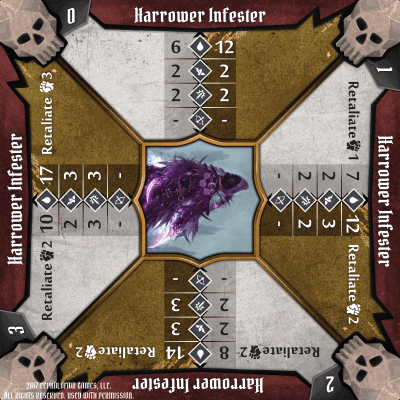 0
Harrower Infester
6 12
2 2
2 2
- -
1
Harrower Infester
7 12
2 3
2 2
- -
Retaliate 1
Retaliate 2
2
Harrower Infester
8 14
2 3
2 3
- -
Retaliate 2
Retaliate 2
3
Harrower Infester
10 17
2 3
3 3
- -
Retaliate 2
Retaliate 3
2017 CEPHALOFAIR GAMES, LLC.
ALL RIGHTS RESERVED. USED WITH PERMISSION.